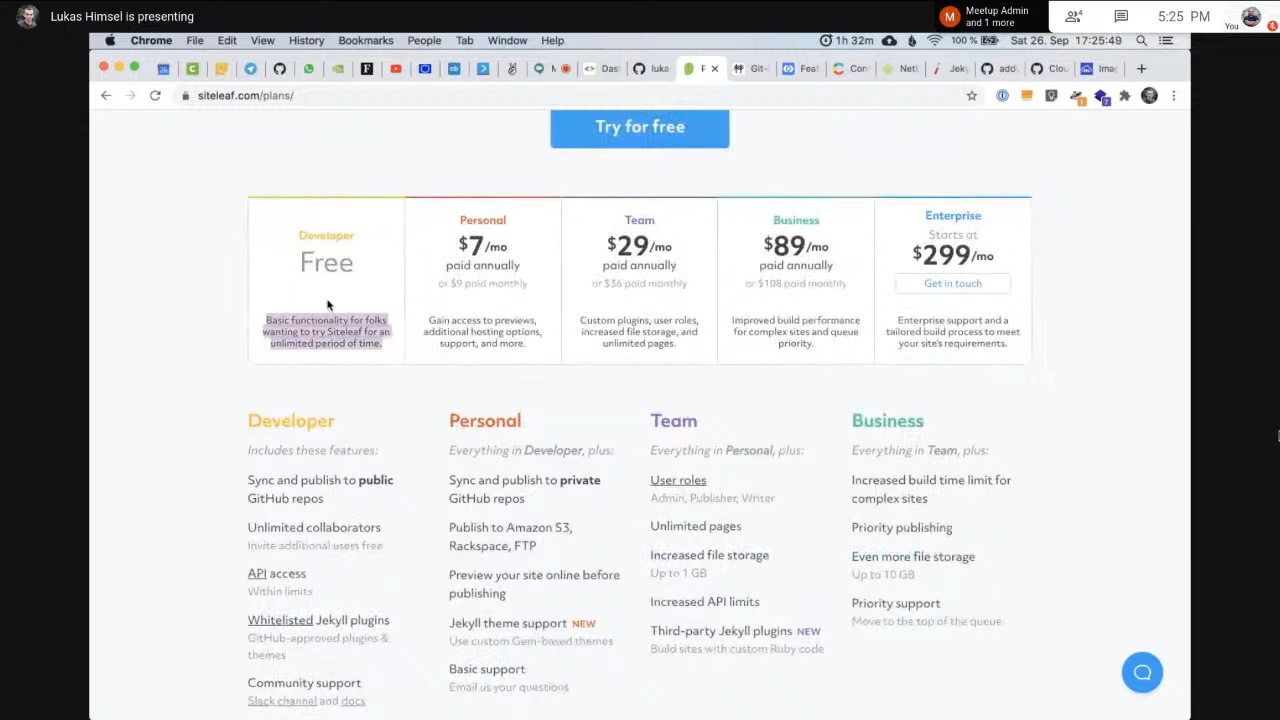 Lukas Himsel is presenting
M
Meetup Admin
and 1 more
4
5:25 PM
You
Chrome File Edit View History Bookmarks People Tab Window Help
1h 32m
100 %
Sat 26. Sep 17:25:49
Das
luka
Git-
Feat
Con
Netl
Jeky
add
Clou
Imag
siteleaf.com/plans/
Try for free
Developer
Free
Basic functionality for folks
wanting to try Siteleaf for an
unlimited period of time.
Personal
$7/mo
paid annually
or $9 paid monthly
Gain access to previews,
additional hosting options,
support, and more.
Team
$29/mo
paid annually
or $36 paid monthly
Custom plugins, user roles,
increased file storage, and
unlimited pages.
Business
$89/mo
paid annually
or $108 paid monthly
Improved build performance
for complex sites and queue
priority.
Enterprise
Starts at
$299/mo
Get in touch
Enterprise support and a
tailored build process to meet
your site's requirements.
Developer
Includes these features:
Sync and publish to public
GitHub repos
Unlimited collaborators
Invite additional users free
API access
Within limits
Whitelisted Jekyll plugins
GitHub-approved plugins &
themes
Community support
Slack channel and docs
Personal
Everything in Developer, plus:
Sync and publish to private
GitHub repos
Publish to Amazon S3,
Rackspace, FTP
Preview your site online before
publishing
Jekyll theme support NEW
Use custom Gem-based themes
Basic support
Email us your questions
Team
Everything in Personal, plus:
User roles
Admin, Publisher, Writer
Unlimited pages
Increased file storage
Up to 1 GB
Increased API limits
Third-party Jekyll plugins NEW
Build sites with custom Ruby code
Business
Everything in Team, plus:
Increased build time limit for
complex sites
Priority publishing
Even more file storage
Up to 10 GB
Priority support
Move to the top of the queue